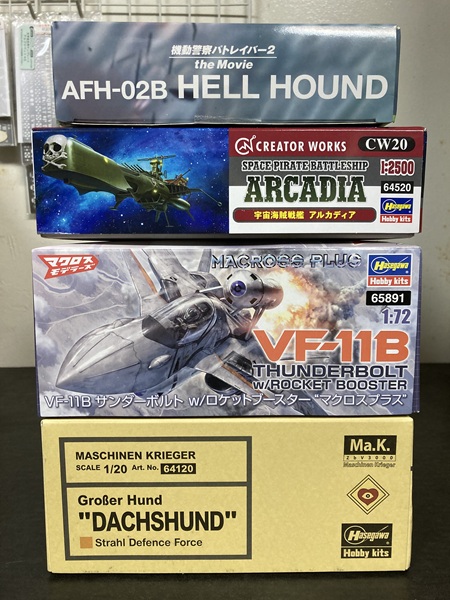 機動警察パトレイバー2
the Movie
AFH-02B HELL HOUND
CREATOR WORKS CW20
SPACE PIRATE BATTLESHIP
ARCADIA
1:2500
64520
宇宙海賊戦艦 アルカディア
Hasegawa
Hobby kits
マクロス
モデラーズ
MACROSS PLUS
Hasegawa
Hobby kits
65891
1:72
VF-11B
THUNDERBOLT
w/ROCKET BOOSTER
VF-11B サンダーボルト w/ロケットブースター "マクロスプラス"
MASCHINEN KRIEGER
SCALE 1/20 Art. No. 64120
Ma.K.
ZbV3000
Maschinen Krieger
Großer Hund
"DACHSHUND"
Strahl Defence Force
Hasegawa
Hobby kits